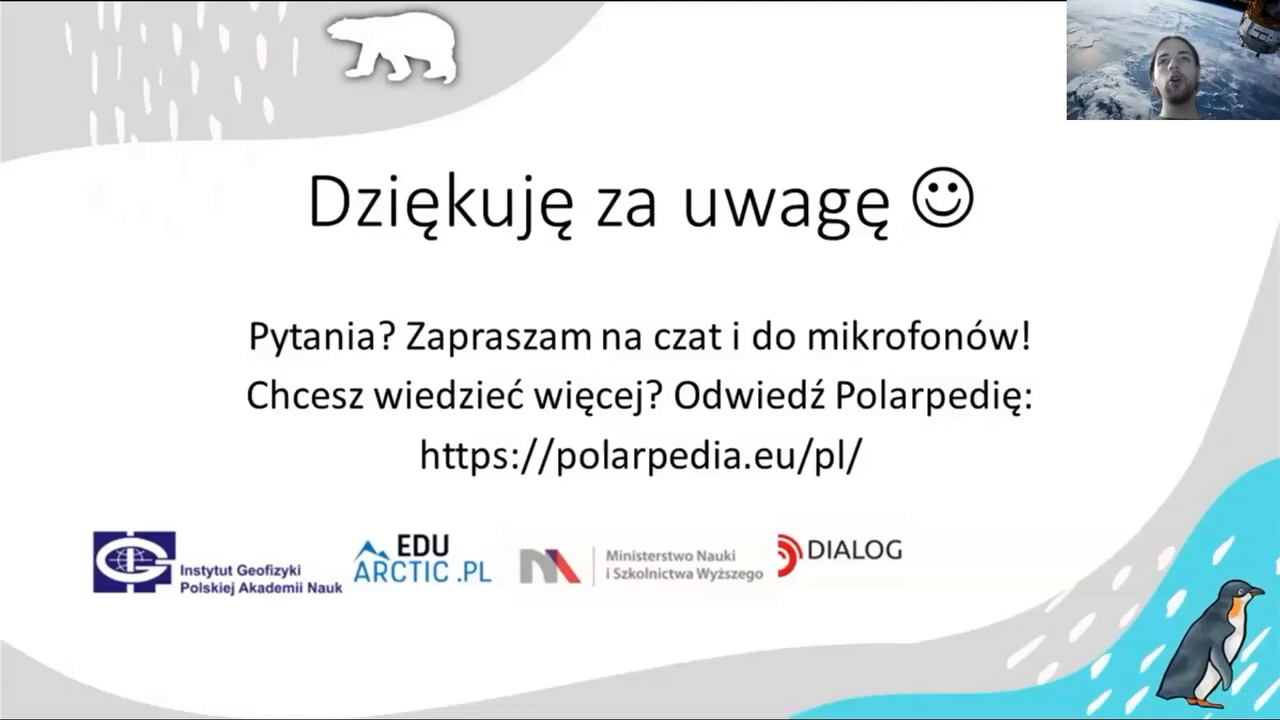 Dziękuję za uwagę ☺
Pytania? Zapraszam na czat i do mikrofonów!
Chcesz wiedzieć więcej? Odwiedź Polarpedię:
https://polarpedia.eu/pl/
Instytut Geofizyki
Polskiej Akademii Nauk
EDU
ARCTIC.PL
Ministerstwo Nauki
i Szkolnictwa Wyższego
DIALOG